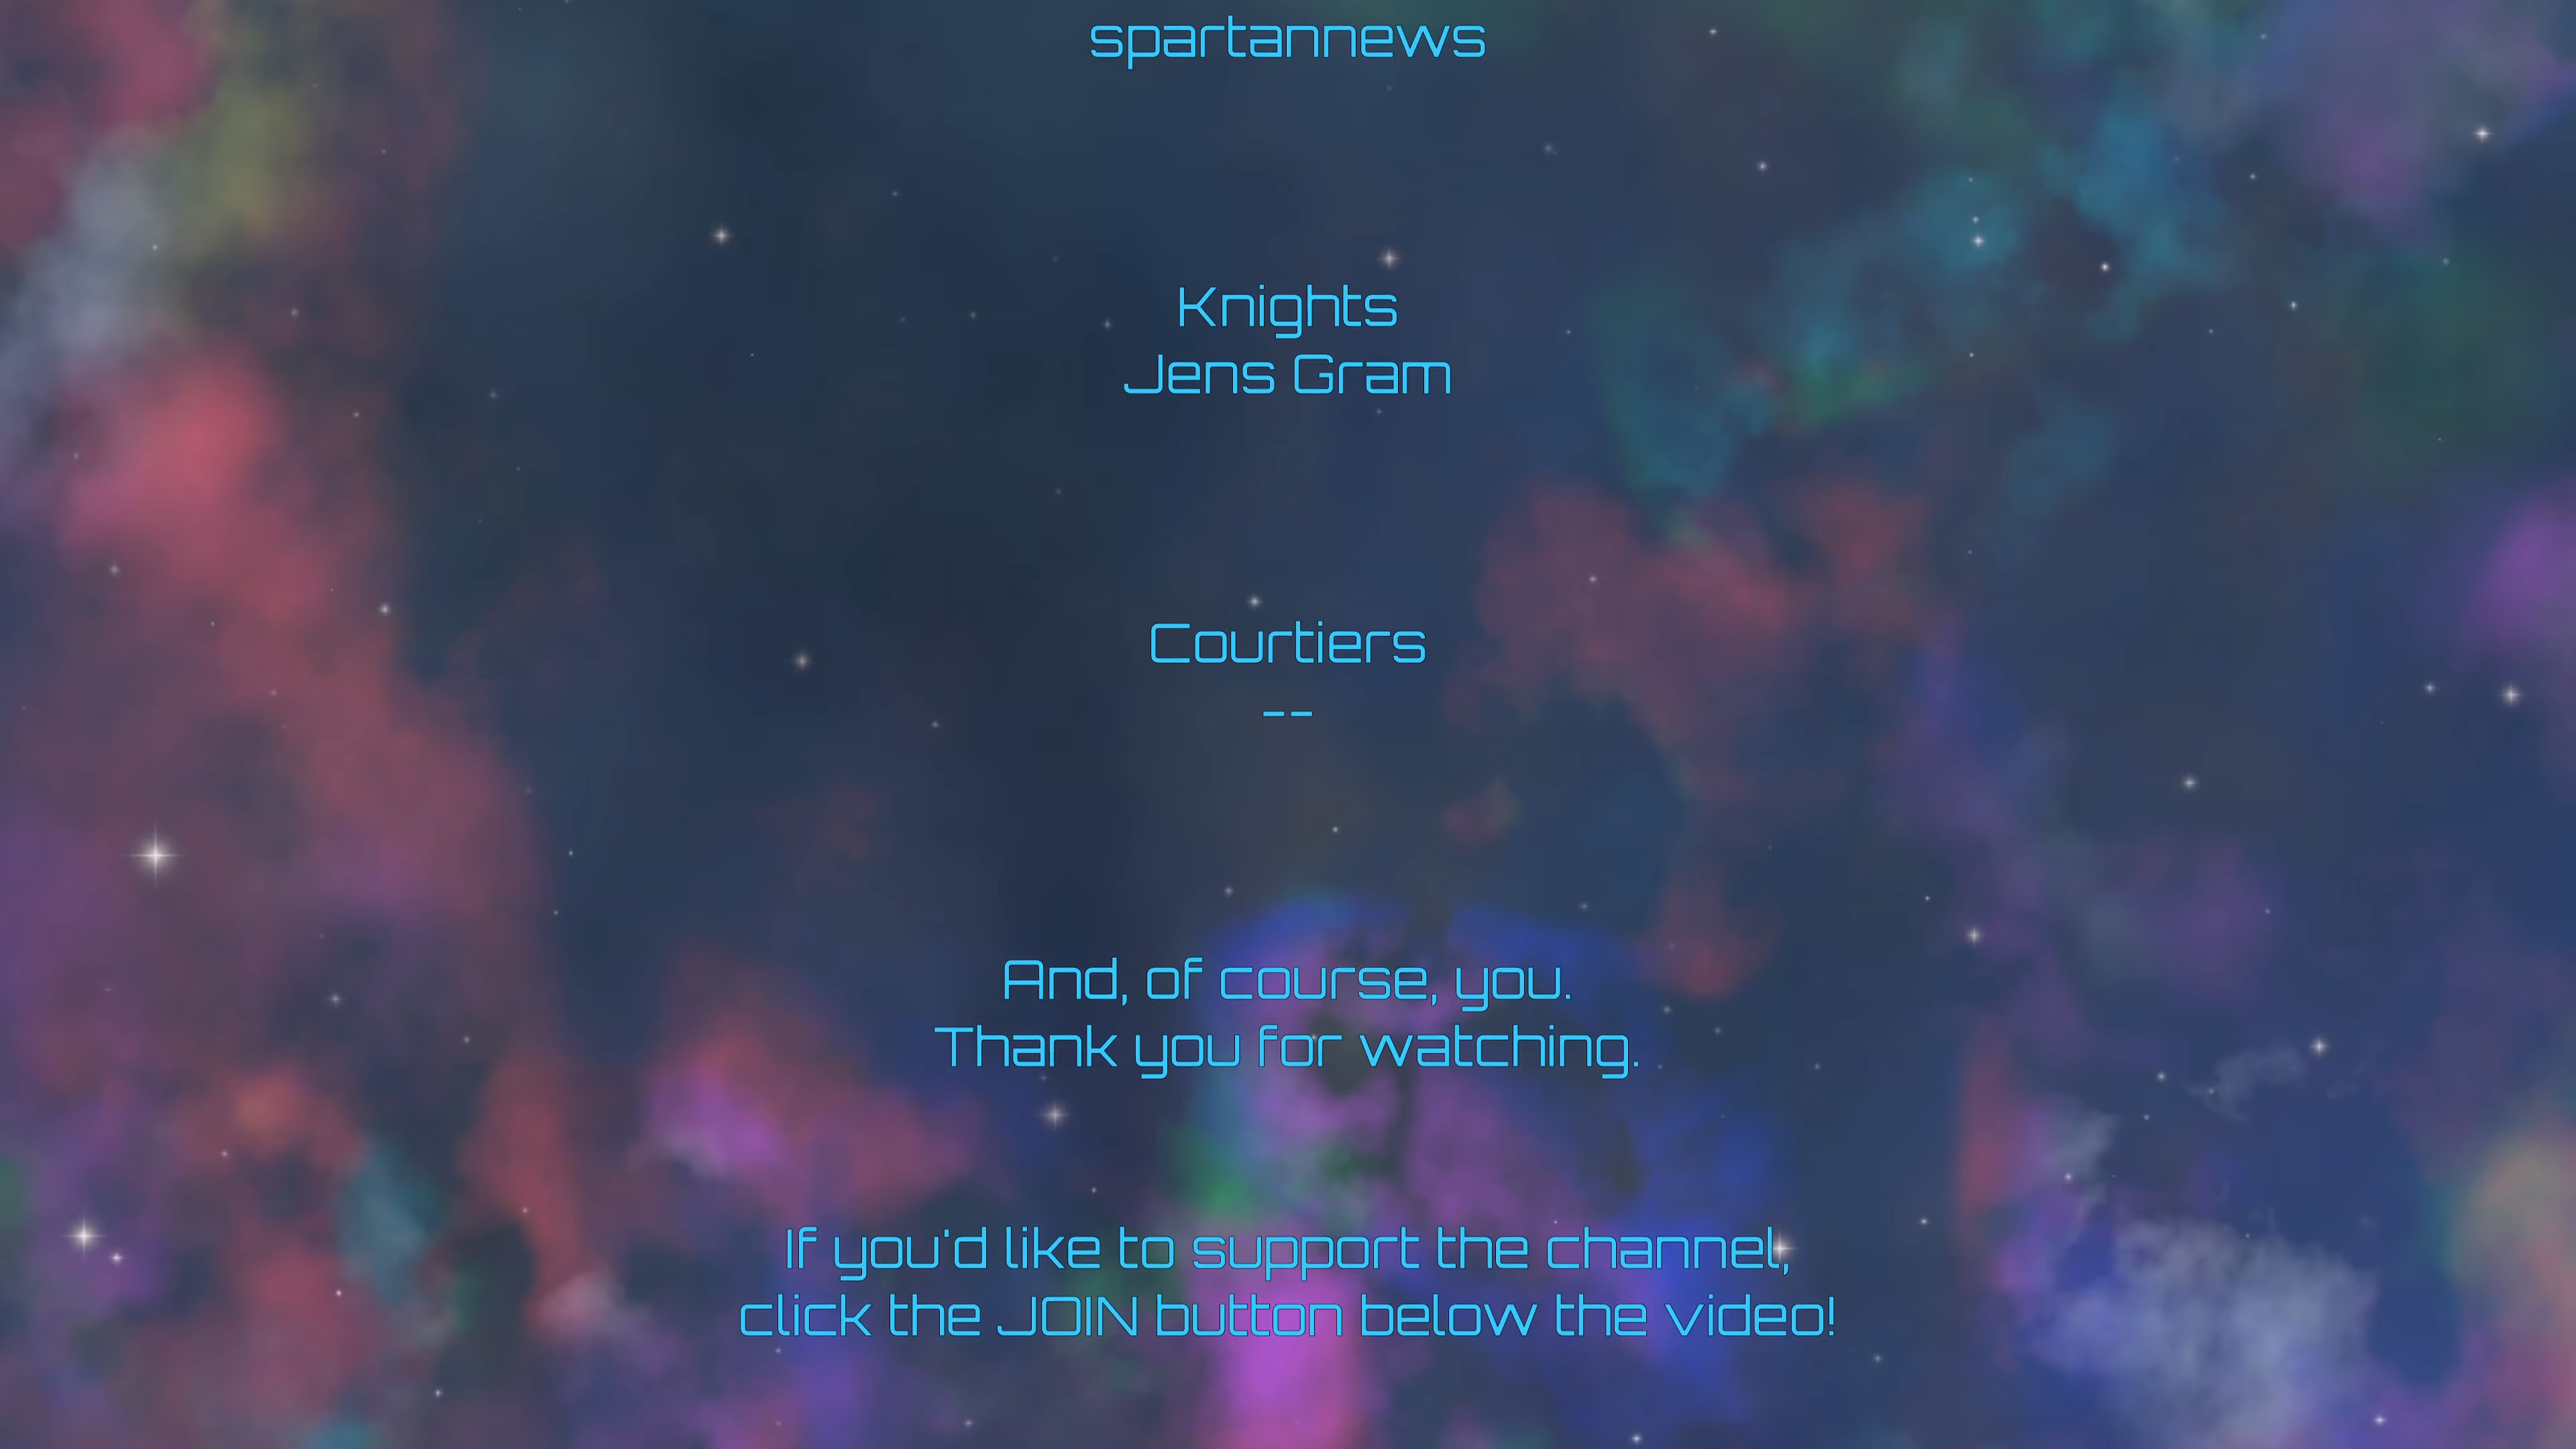 spartannews
Knights
Jens Gram
Courtiers
--
And, of course, you.
Thank you for watching.
If you'd like to support the channel,
click the JOIN button below the video!